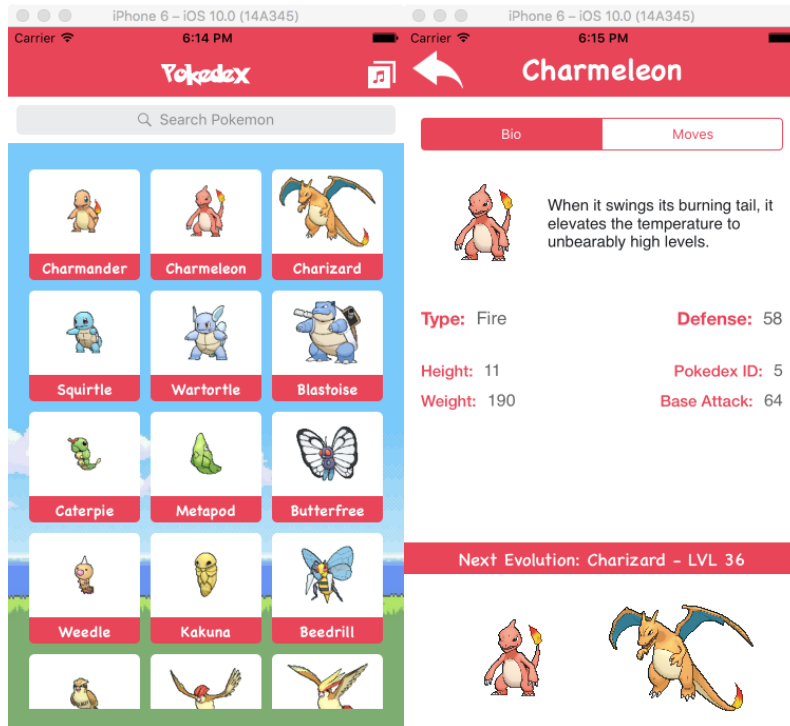 iPhone 6 – iOS 10.0 (14A345)
Carrier 6:14 PM
Pokedex
Search Pokemon
Charmander Charmeleon Charizard
Squirtle Wartortle Blastoise
Caterpie Metapod Butterfree
Weedle Kakuna Beedrill
iPhone 6 – iOS 10.0 (14A345)
Carrier 6:15 PM
Charmeleon
Bio Moves
When it swings its burning tail, it
elevates the temperature to
unbearably high levels.
Type: Fire Defense: 58
Height: 11 Pokedex ID: 5
Weight: 190 Base Attack: 64
Next Evolution: Charizard - LVL 36